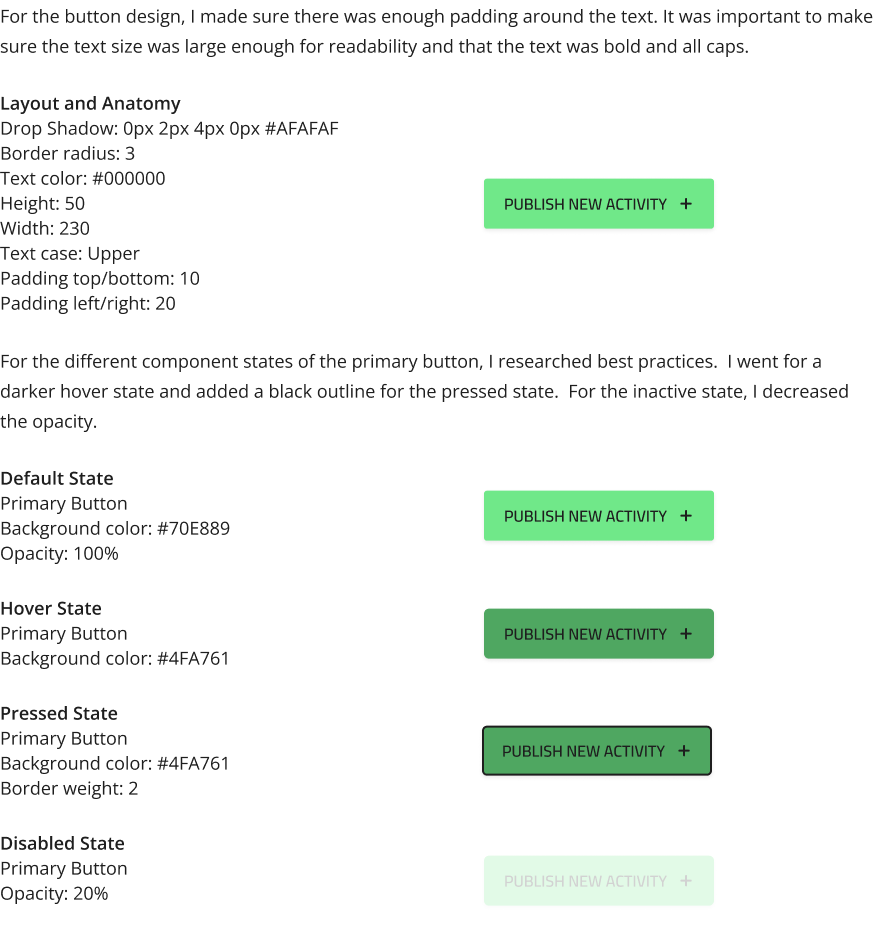 For the button design, I made sure there was enough padding around the text. It was important to make
sure the text size was large enough for readability and that the text was bold and all caps.
Layout and Anatomy
Drop Shadow: 0px 2px 4px 0px #AFAFAF
Border radius: 3
Text color: #000000
Height: 50
Width: 230
Text case: Upper
Padding top/bottom: 10
Padding left/right: 20
PUBLISH NEW ACTIVITY +
For the different component states of the primary button, I researched best practices.  I went for a
darker hover state and added a black outline for the pressed state.  For the inactive state, I decreased
the opacity.
Default State
Primary Button
Background color: #70E889
Opacity: 100%
PUBLISH NEW ACTIVITY +
Hover State
Primary Button
Background color: #4FA761
PUBLISH NEW ACTIVITY +
Pressed State
Primary Button
Background color: #4FA761
Border weight: 2
PUBLISH NEW ACTIVITY +
Disabled State
Primary Button
Opacity: 20%
PUBLISH NEW ACTIVITY +